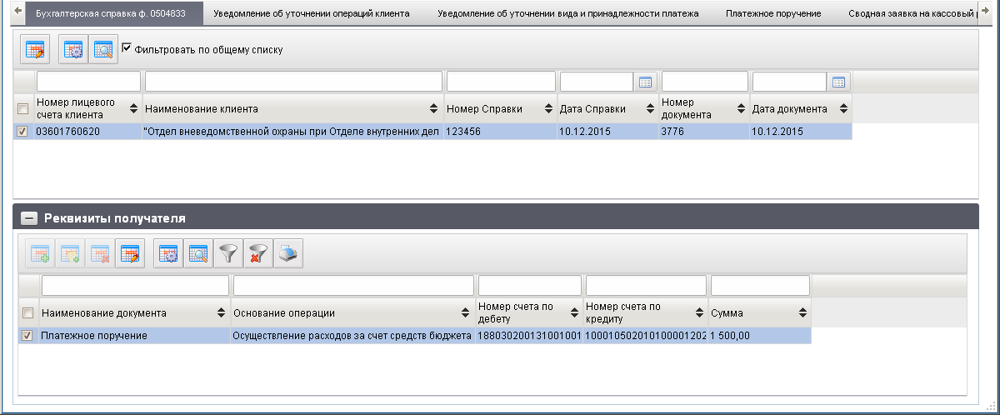 Бухгалтерская справка ф. 0504833 Уведомление об уточнении операций клиента Уведомление об уточнении вида и принадлежности платежа Платежное поручение Сводная заявка на кассовый
Фильтровать по общему списку
Номер лицевого счета клиента Наименование клиента Номер Справки Дата Справки Номер документа Дата документа
03601760620 "Отдел вневедомственной охраны при Отделе внутренних дел 123456 10.12.2015 3776 10.12.2015
Реквизиты получателя
Наименование документа Основание операции Номер счета по дебету Номер счета по кредиту Сумма
Платежное поручение Осуществление расходов за счет средств бюджета 188030200131001001 100010502010100001202 1 500,00